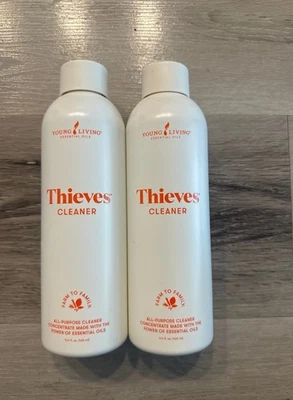 YOUNG LIVING
ESSENTIAL OILS
Thieves
CLEANER
FARM TO FAMILY
ALL-PURPOSE CLEANER
CONCENTRATE MADE WITH THE
POWER OF ESSENTIAL OILS
YOUNG LIVING
ESSENTIAL OILS
Thieves
CLEANER
FARM TO FAMILY
ALL-PURPOSE CLEANER
CONCENTRATE MADE WITH THE
POWER OF ESSENTIAL OILS